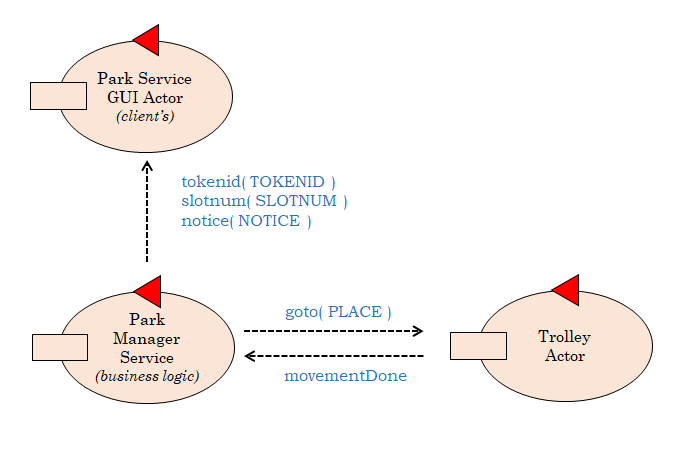 Park Service
GUI Actor
(client's)
tokenid( TOKENID )
slotnum( SLOTNUM )
notice( NOTICE )
Park
Manager
Service
(business logic)
goto( PLACE )
movementDone
Trolley
Actor